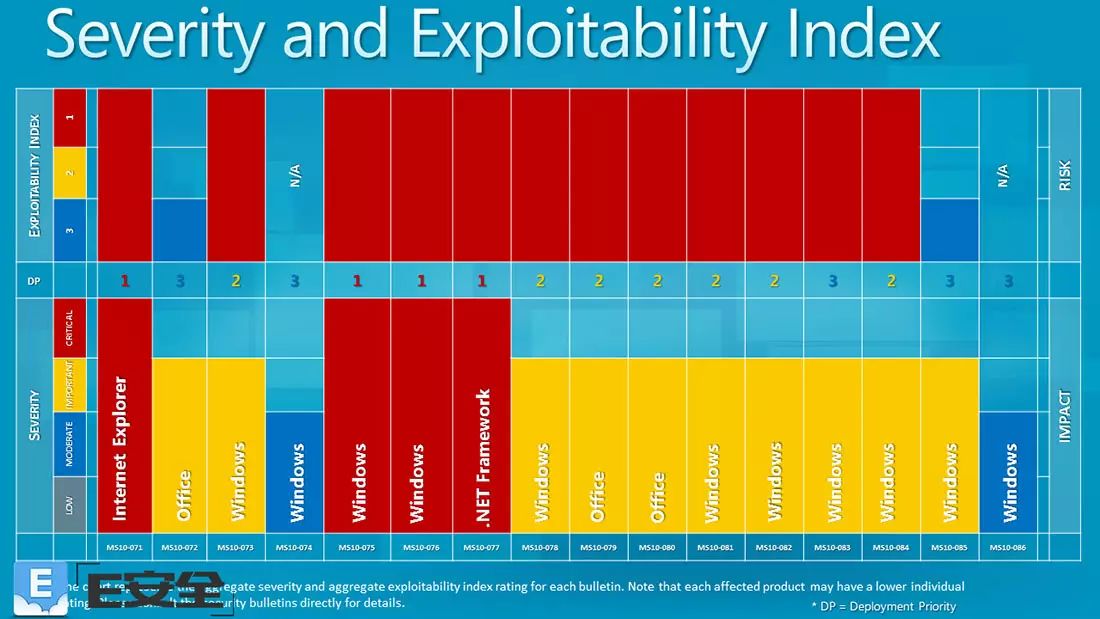 Severity and Exploitability Index
EXPLOITABILITY INDEX
1
2
3
N/A
N/A
RISK
DP
1 3 2 3 1 1 1 2 2 2 2 2 3 2 3 3
SEVERITY
CRITICAL
IMPORTANT
MODERATE
LOW
Internet Explorer
Office
Windows
Windows
Windows
Windows
.NET Framework
Windows
Office
Office
Windows
Windows
Windows
Windows
Windows
Windows
IMPACT
MS10-071 MS10-072 MS10-073 MS10-074 MS10-075 MS10-076 MS10-077 MS10-078 MS10-079 MS10-080 MS10-081 MS10-082 MS10-083 MS10-084 MS10-085 MS10-086
aggregate severity and aggregate exploitability index rating for each bulletin. Note that each affected product may have a lower individual
security bulletins directly for details.
* DP = Deployment Priority
E
E安全